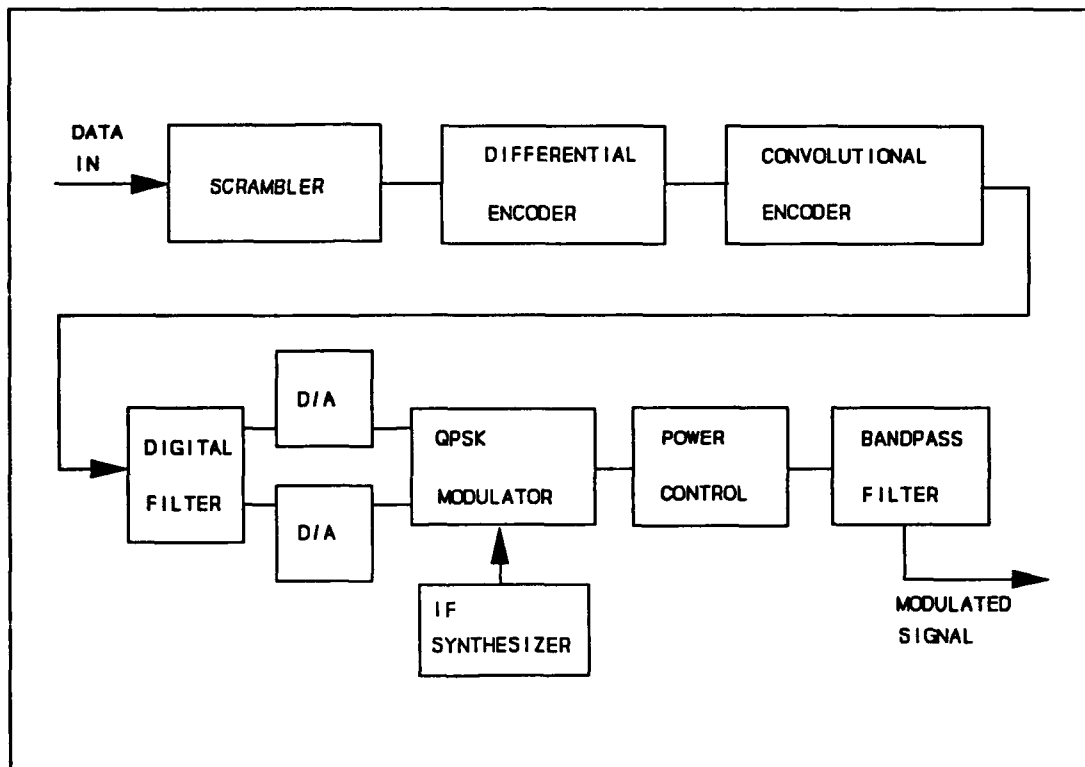 DATA
IN
SCRAMBLER
DIFFERENTIAL
ENCODER
CONVOLUTIONAL
ENCODER
DIGITAL
FILTER
D/A
D/A
QPSK
MODULATOR
POWER
CONTROL
BANDPASS
FILTER
IF
SYNTHESIZER
MODULATED
SIGNAL